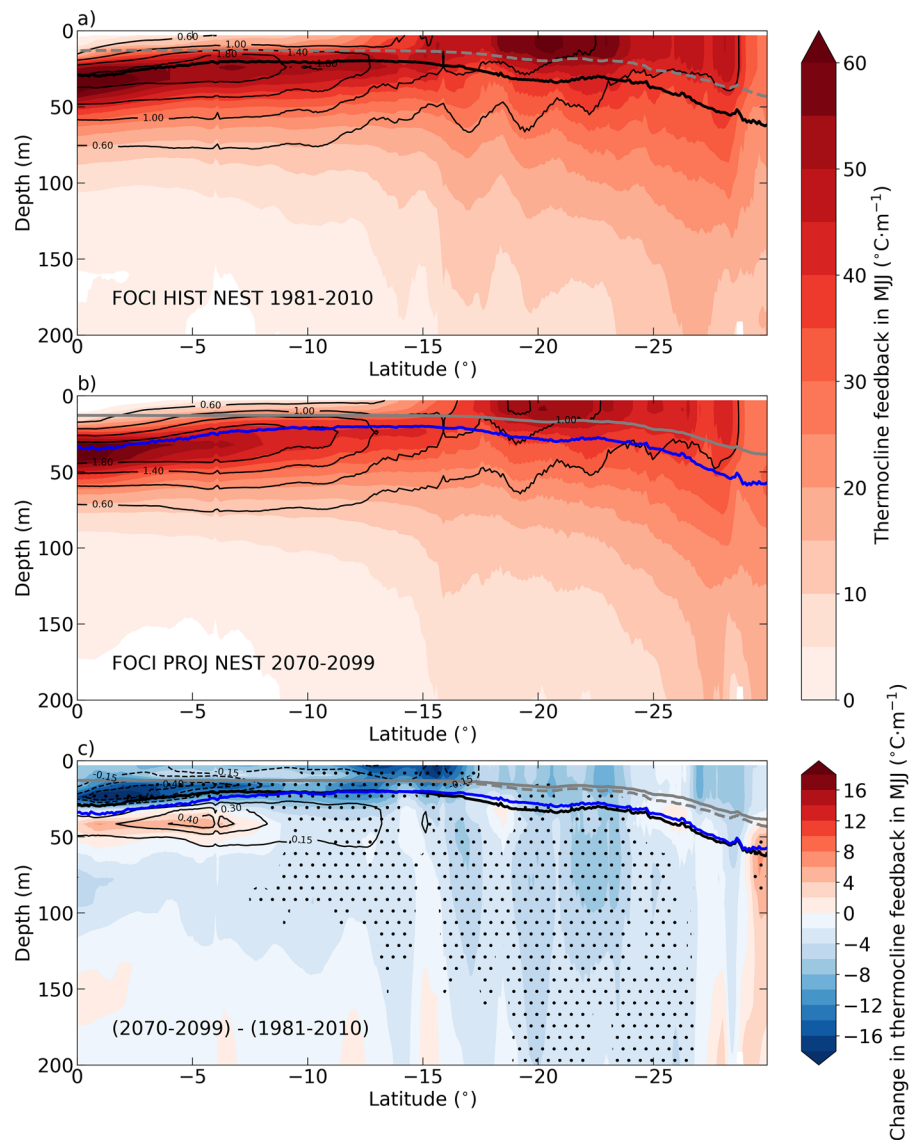 a)
0
50
100
150
200
Depth (m)
0.60
1.00
1.40
1.80
1.00
0.60
FOCI HIST NEST 1981-2010
0 −5 −10 −15 −20 −25
Latitude (°)
b)
0
50
100
150
200
Depth (m)
0.60
1.00
1.00
1.80
1.40
0.60
FOCI PROJ NEST 2070-2099
0 −5 −10 −15 −20 −25
Latitude (°)
60
50
40
30
20
10
0
Thermocline feedback in MJJ (°C·m⁻¹)
c)
0
50
100
150
200
Depth (m)
-0.15
-0.15
-0.15
0.30
0.40
0.15
(2070-2099) - (1981-2010)
0 −5 −10 −15 −20 −25
Latitude (°)
16
12
8
4
0
−4
−8
−12
−16
Change in thermocline feedback in MJJ (°C·m⁻¹)